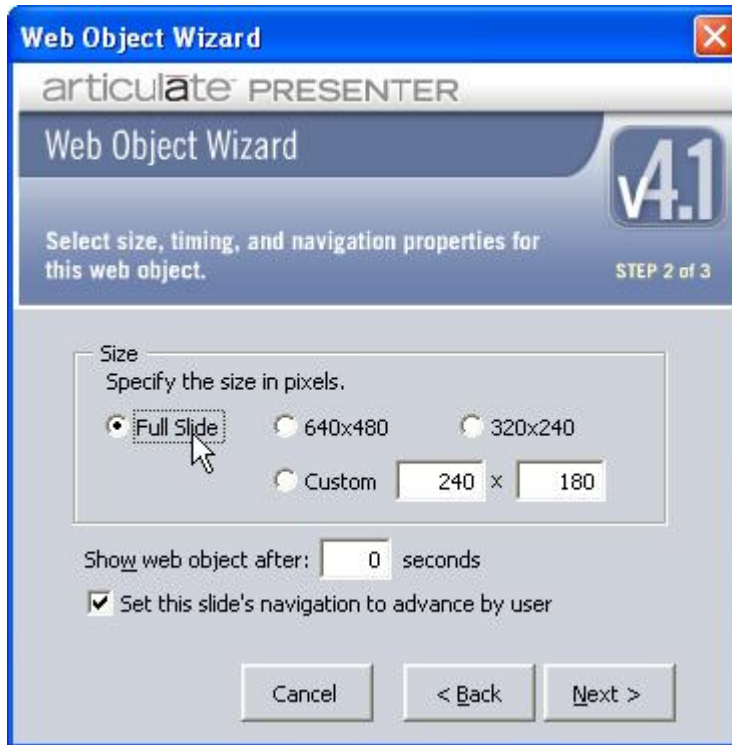 Web Object Wizard
articulāte PRESENTER
Web Object Wizard
v4.1
Select size, timing, and navigation properties for
this web object.
STEP 2 of 3
Size
Specify the size in pixels.
Full Slide 640x480 320x240
Custom 240 x 180
Show web object after: 0 seconds
Set this slide's navigation to advance by user
Cancel < Back Next >